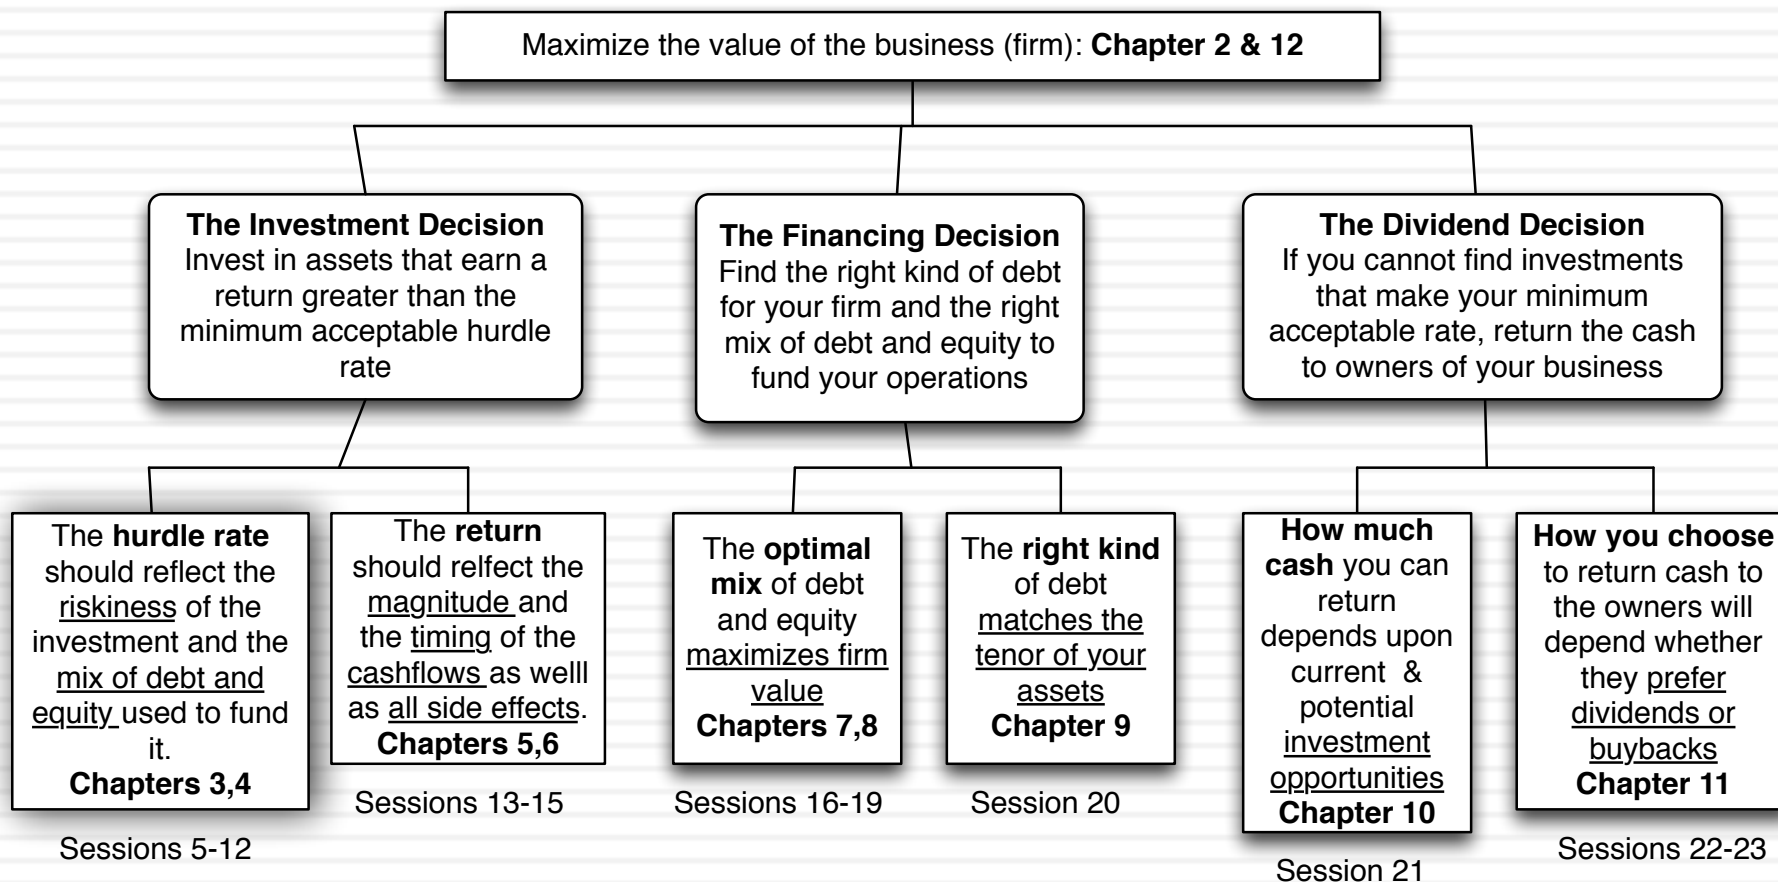 Maximize the value of the business (firm): Chapter 2 & 12
The Investment Decision
Invest in assets that earn a
return greater than the
minimum acceptable hurdle
rate
The Financing Decision
Find the right kind of debt
for your firm and the right
mix of debt and equity to
fund your operations
The Dividend Decision
If you cannot find investments
that make your minimum
acceptable rate, return the cash
to owners of your business
The hurdle rate
should reflect the
riskiness of the
investment and the
mix of debt and
equity used to fund
it.
Chapters 3,4
Sessions 5-12
The return
should relfect the
magnitude and
the timing of the
cashflows as welll
as all side effects.
Chapters 5,6
Sessions 13-15
The optimal
mix of debt
and equity
maximizes firm
value
Chapters 7,8
Sessions 16-19
The right kind
of debt
matches the
tenor of your
assets
Chapter 9
Session 20
How much
cash you can
return
depends upon
current &
potential
investment
opportunities
Chapter 10
Session 21
How you choose
to return cash to
the owners will
depend whether
they prefer
dividends or
buybacks
Chapter 11
Sessions 22-23